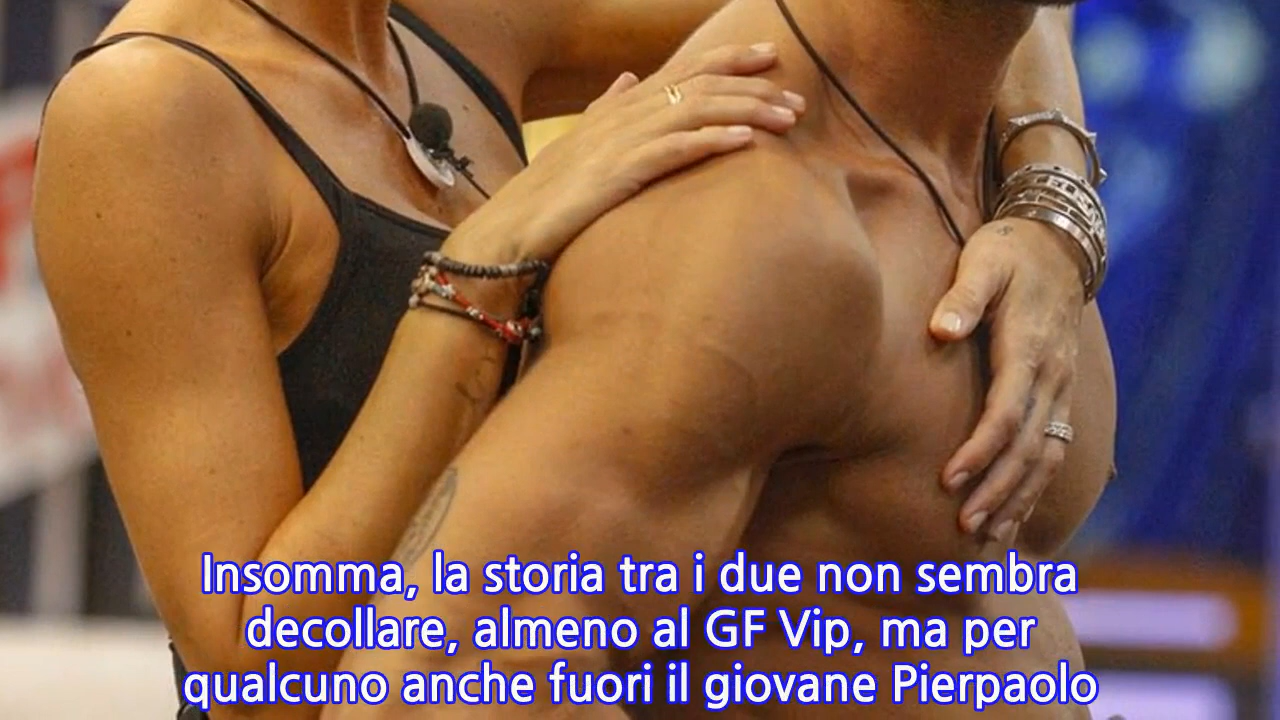 Insomma, la storia tra i due non sembra
decollare, almeno al GF Vip, ma per
qualcuno anche fuori il giovane Pierpaolo